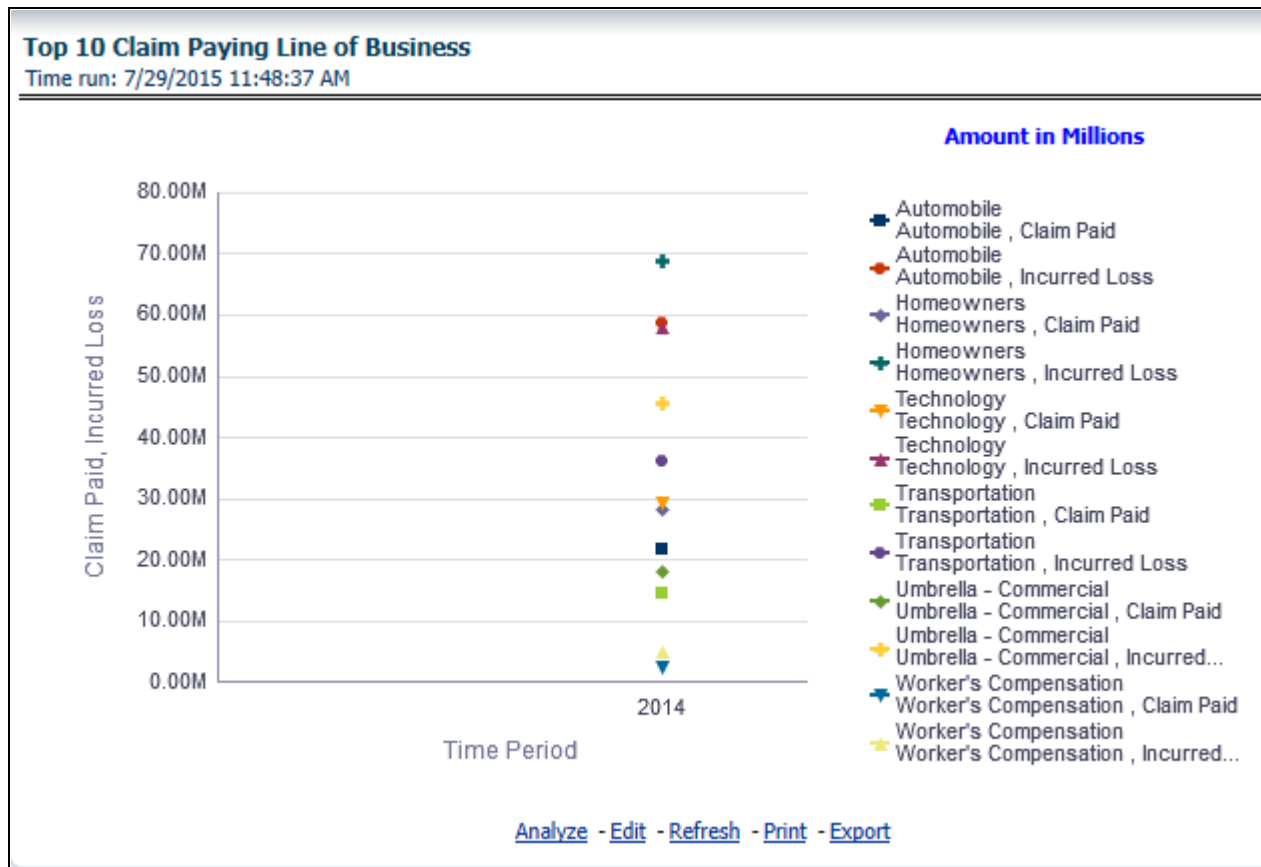 Top 10 Claim Paying Line of Business
Time run: 7/29/2015 11:48:37 AM
Amount in Millions
80.00M
70.00M
60.00M
50.00M
40.00M
30.00M
20.00M
10.00M
0.00M
Claim Paid, Incurred Loss
2014
Time Period
Automobile
Automobile , Claim Paid
Automobile
Automobile , Incurred Loss
Homeowners
Homeowners , Claim Paid
Homeowners
Homeowners , Incurred Loss
Technology
Technology , Claim Paid
Technology
Technology , Incurred Loss
Transportation
Transportation , Claim Paid
Transportation
Transportation , Incurred Loss
Umbrella - Commercial
Umbrella - Commercial , Claim Paid
Umbrella - Commercial
Umbrella - Commercial , Incurred...
Worker's Compensation
Worker's Compensation , Claim Paid
Worker's Compensation
Worker's Compensation , Incurred...
Analyze - Edit - Refresh - Print - Export